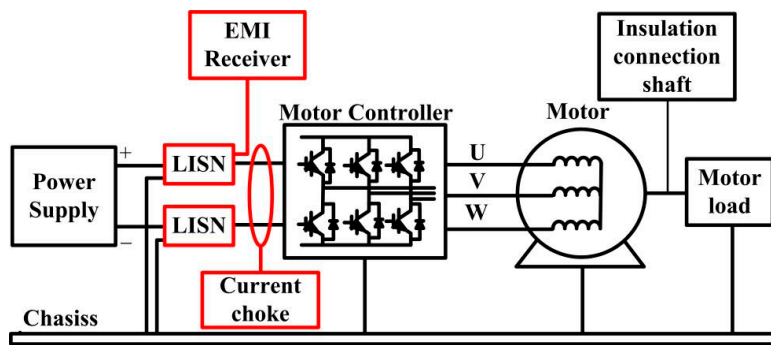 EMI
Receiver
Insulation
connection
shaft
Motor Controller
Motor
+
LISN
U
Power
Supply
V
Motor
load
W
LISN
−
Current
choke
Chasiss